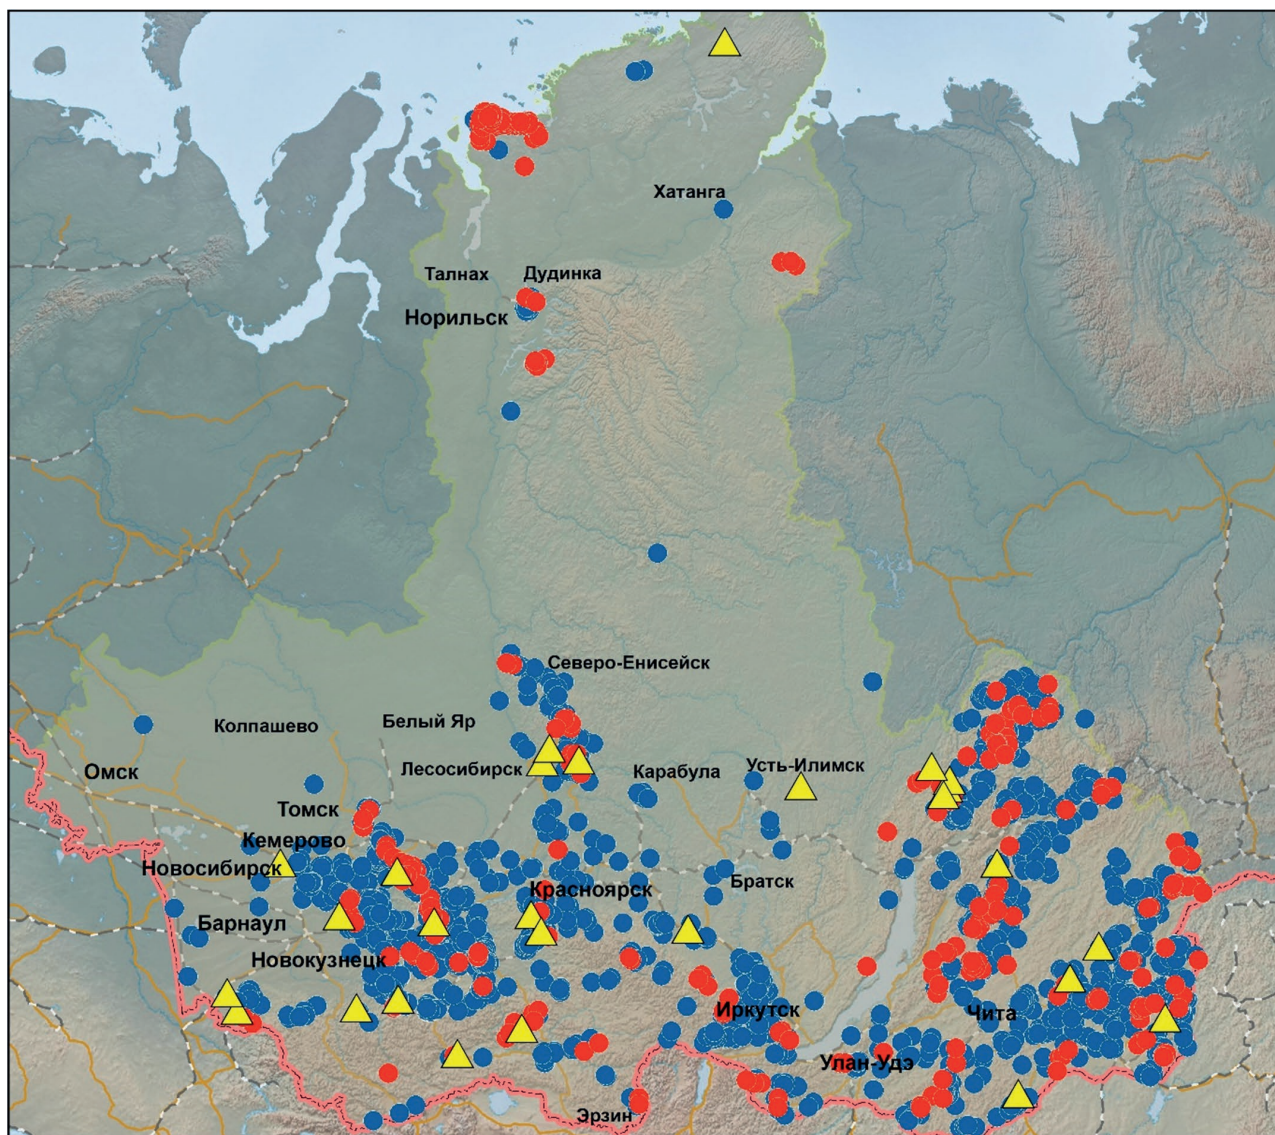 Хатанга
Талнах
Дудинка
Норильск
Северо-Енисейск
Колпашево
Белый Яр
Омск
Лесосибирск
Карабула
Усть-Илимск
Томск
Кемерово
Новосибирск
Красноярск
Братск
Барнаул
Новокузнецк
Иркутск
Чита
Улан-Удэ
Эрзин